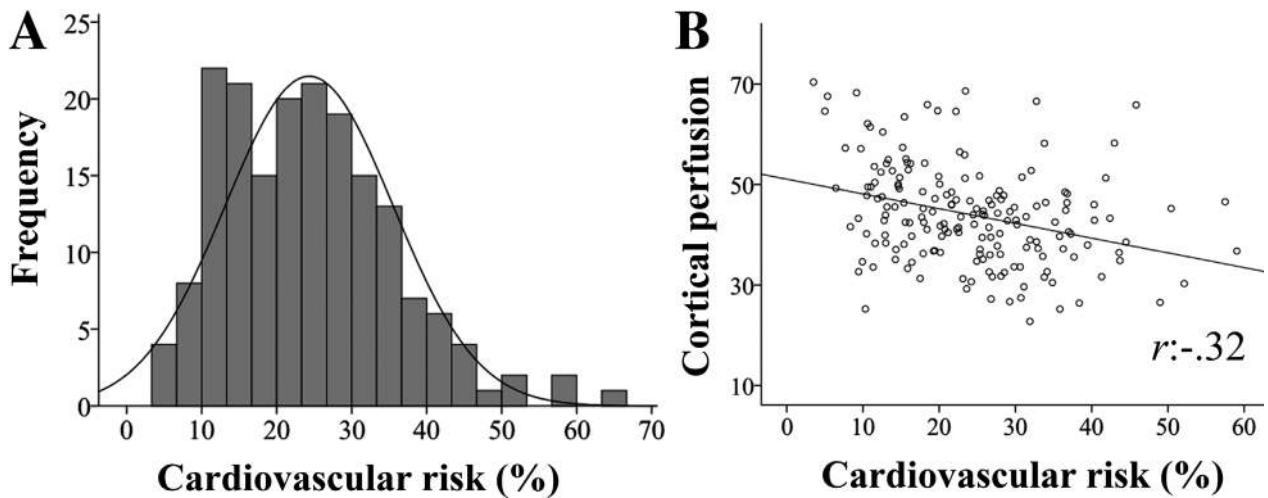 A
Frequency
25
20
15
10
5
0
0 10 20 30 40 50 60 70
Cardiovascular risk (%)
B
Cortical perfusion
70
50
30
10
r:-.32
0 10 20 30 40 50 60
Cardiovascular risk (%)